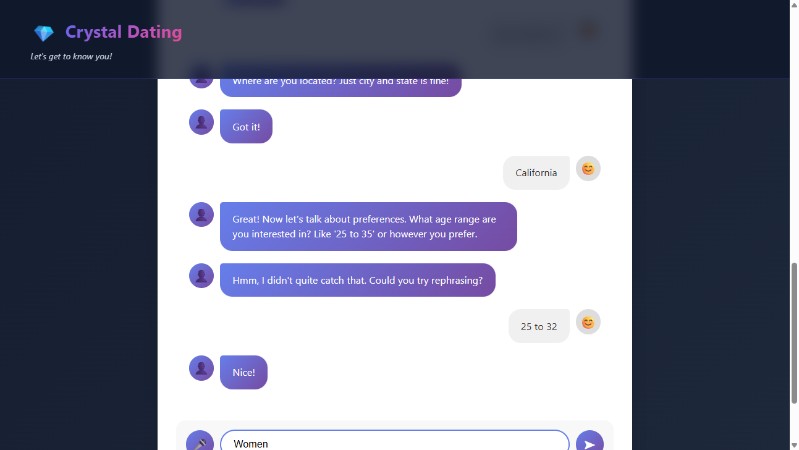 Crystal Dating
Let's get to know you!
Where are you located? Just city and state is fine!
Got it!
California
Great! Now let's talk about preferences. What age range are
you interested in? Like '25 to 35' or however you prefer.
Hmm, I didn't quite catch that. Could you try rephrasing?
25 to 32
Nice!
Women